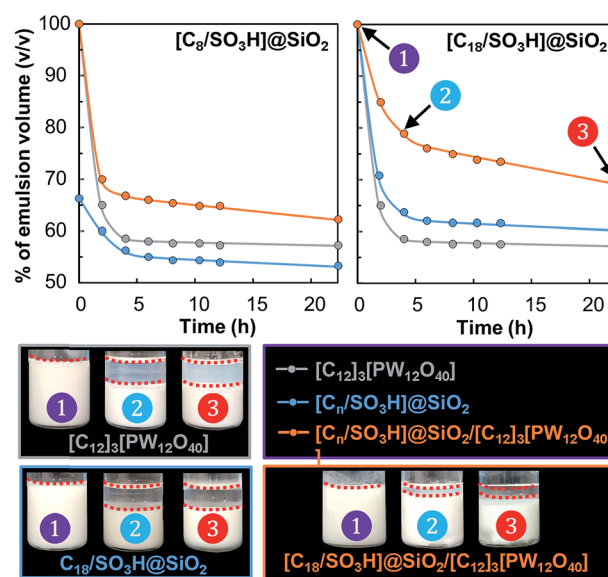 [C8/SO3H]@SiO2
[C18/SO3H]@SiO2
% of emulsion volume (v/v)
100
90
80
70
60
50
0 5 10 15 20
Time (h)
0 5 10 15 20
Time (h)
1
2
3
1 2 3
[C12]3[PW12O40]
[C12]3[PW12O40]
[Cn/SO3H]@SiO2
[Cn/SO3H]@SiO2/[C12]3[PW12O40
]
1 2 3
C18/SO3H@SiO2
1 2 3
[C18/SO3H]@SiO2/[C12]3[PW12O40]